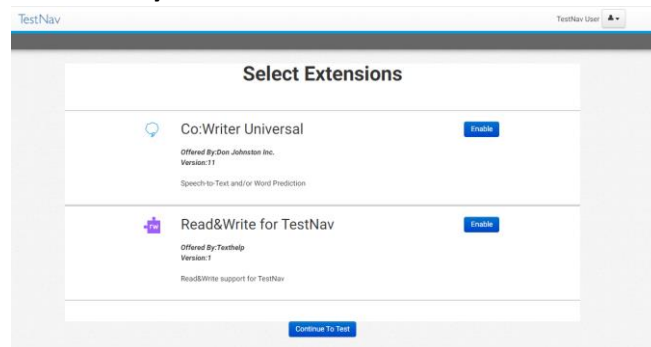 TestNav
TestNav User
Select Extensions
Co:Writer Universal
Enable
Offered By:Don Johnston Inc.
Version:11
Speech-to-Text and/or Word Prediction
rw
Read&Write for TestNav
Enable
Offered By:Texthelp
Version:1
Read&Write support for TestNav
Continue To Test